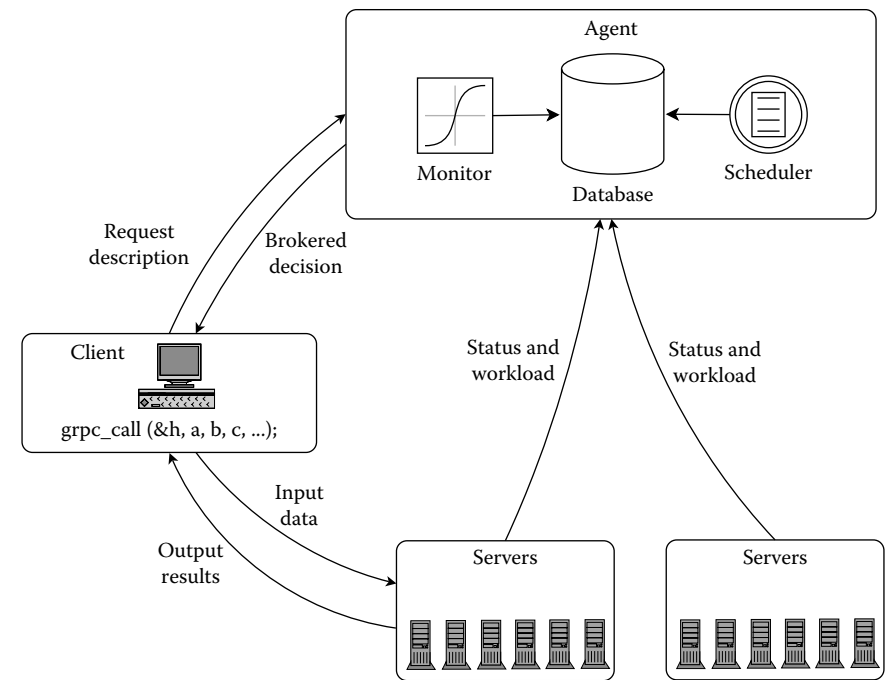 Agent
Monitor
Database
Scheduler
Request
description
Brokered
decision
Client
grpc_call (&h, a, b, c, ...);
Status and
workload
Status and
workload
Input
data
Output
results
Servers
Servers